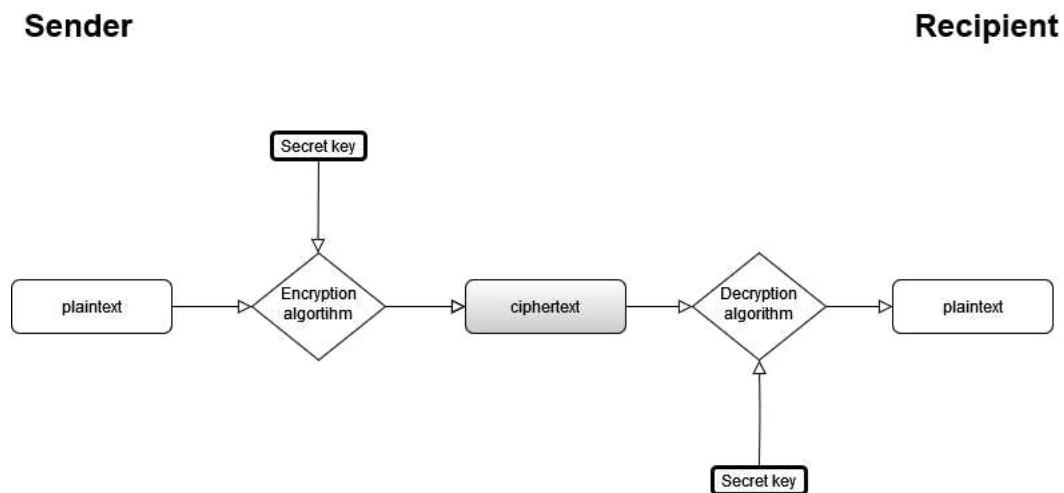 Sender
Recipient
Secret key
plaintext
Encryption
algortihm
ciphertext
Decryption
algorithm
plaintext
Secret key